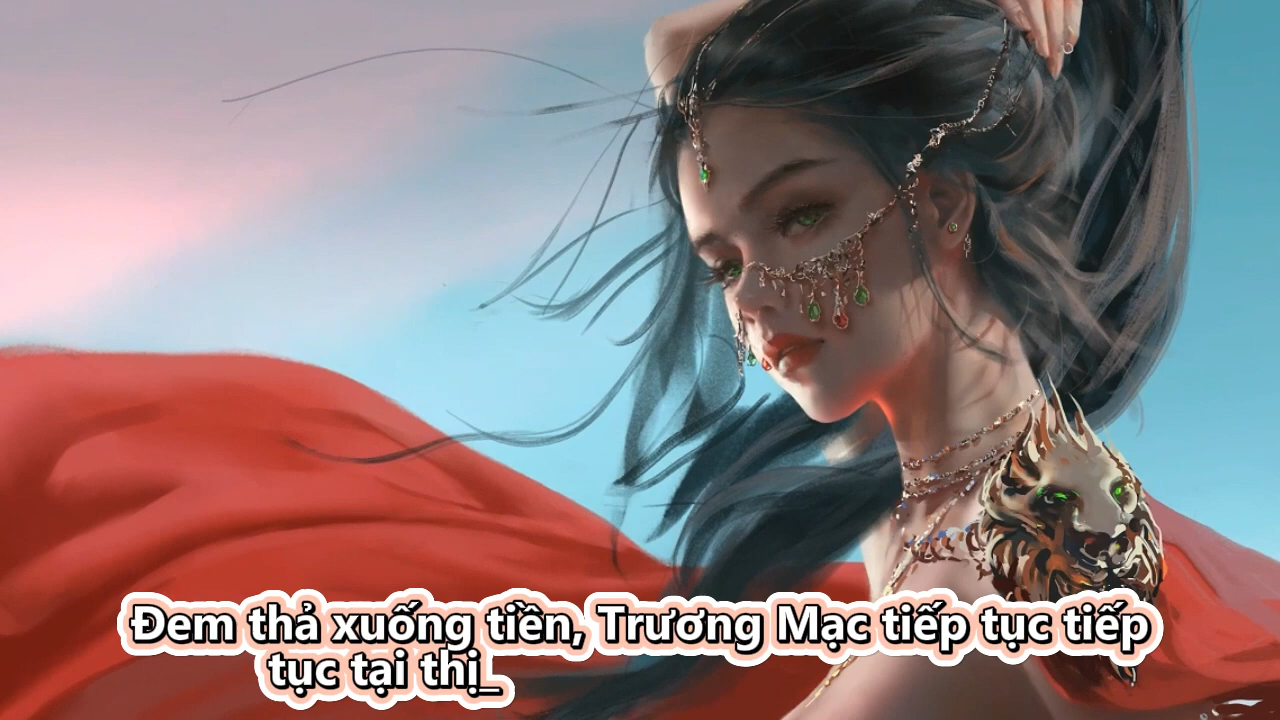 Đem thả xuống tiền, Trương Mạc tiếp tục tiếp
tục tại thị_